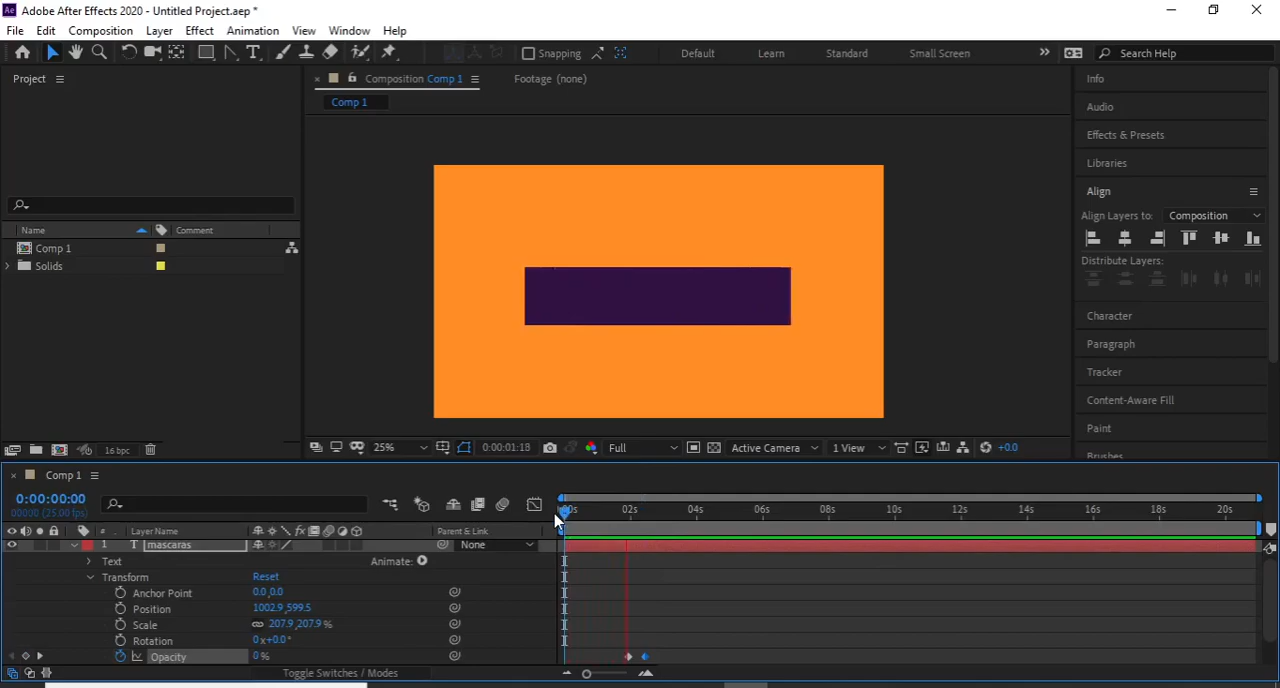 Adobe After Effects 2020 - Untitled Project.aep *
File Edit Composition Layer Effect Animation View Window Help
Snapping Default Learn Standard Small Screen Search Help
Project
Composition Comp 1
Footage (none)
Comp 1
Name Comment
Comp 1
Solids
16 bpc
25% 0:00:01:18 Full Active Camera 1 View +0.0
Info
Audio
Effects & Presets
Libraries
Align
Align Layers to: Composition
Distribute Layers:
Character
Paragraph
Tracker
Content-Aware Fill
Paint
Brushes
Comp 1
0:00:00:00
00000 (25.00 fps)
:00s 02s 04s 06s 08s 10s 12s 14s 16s 18s 20s
# Layer Name Parent & Link
1 T mascaras None
Text Animate:
Transform Reset
Anchor Point 0.0,0.0
Position 1002.9,599.5
Scale 207.9,207.9%
Rotation 0x+0.0°
Opacity 0%
Toggle Switches / Modes